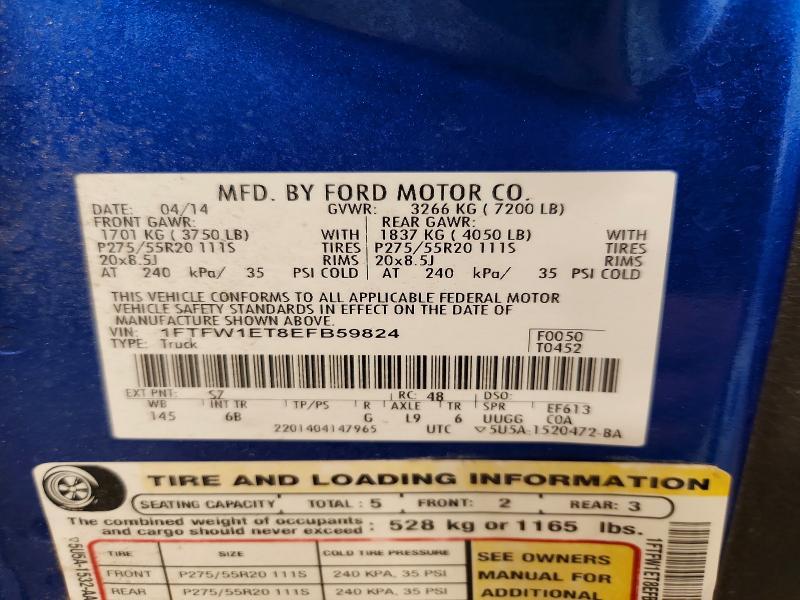 MFD. BY FORD MOTOR CO.
DATE: 04/14 GVWR: 3266 KG ( 7200 LB)
FRONT GAWR: REAR GAWR:
1701 KG ( 3750 LB) WITH 1837 KG ( 4050 LB) WITH
P275/55R20 111S TIRES P275/55R20 111S TIRES
20x8.5J RIMS 20x8.5J RIMS
AT 240 kPa/ 35 PSI COLD AT 240 kPa/ 35 PSI COLD
THIS VEHICLE CONFORMS TO ALL APPLICABLE FEDERAL MOTOR
VEHICLE SAFETY STANDARDS IN EFFECT ON THE DATE OF
MANUFACTURE SHOWN ABOVE.
VIN: 1FTFW1ET8EFB59824 F0050
TYPE: Truck T0452
EXT PNT: SZ RC: 48 DSO:
WB INT TR TP/PS R AXLE TR SPR EF613
145 6B G L9 6 UUGG C0A
2201404147965 UTC ▽5U5A-1520472-BA
TIRE AND LOADING INFORMATION
SEATING CAPACITY TOTAL : 5 FRONT: 2 REAR: 3
The combined weight of occupants
and cargo should never exceed : 528 kg or 1165 lbs.
TIRE SIZE COLD TIRE PRESSURE
FRONT P275/55R20 111S 240 KPA, 35 PSI
REAR P275/55R20 111S 240 KPA, 35 PSI
SEE OWNERS
MANUAL FOR
ADDITIONAL
▽5U5A-1532-AA